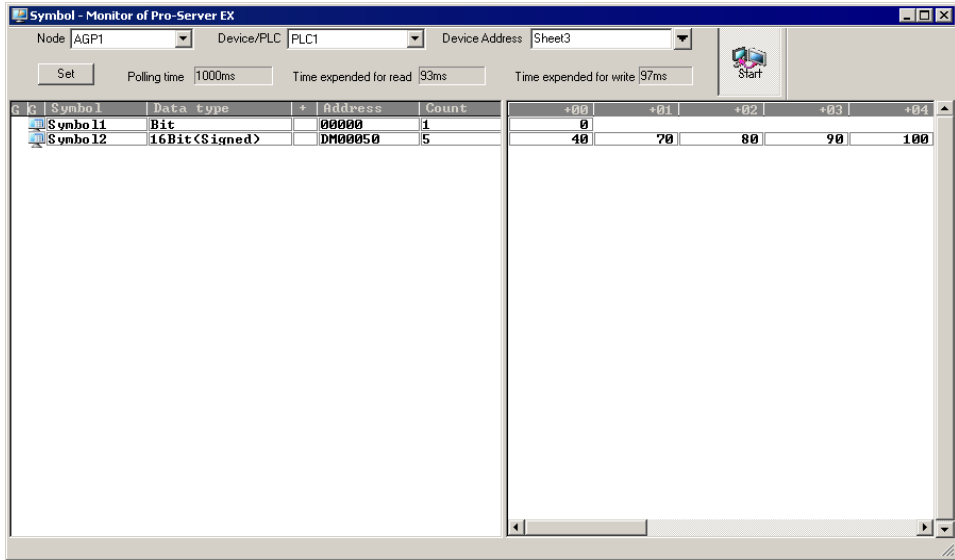 Symbol - Monitor of Pro-Server EX
Node AGP1 Device/PLC PLC1 Device Address Sheet3
Set Polling time 1000ms Time expended for read 93ms Time expended for write 97ms Start
G G Symbol Data type + Address Count +00 +01 +02 +03 +04
Symbol1 Bit 00000 1 0
Symbol2 16Bit(Signed) DM00050 5 40 70 80 90 100